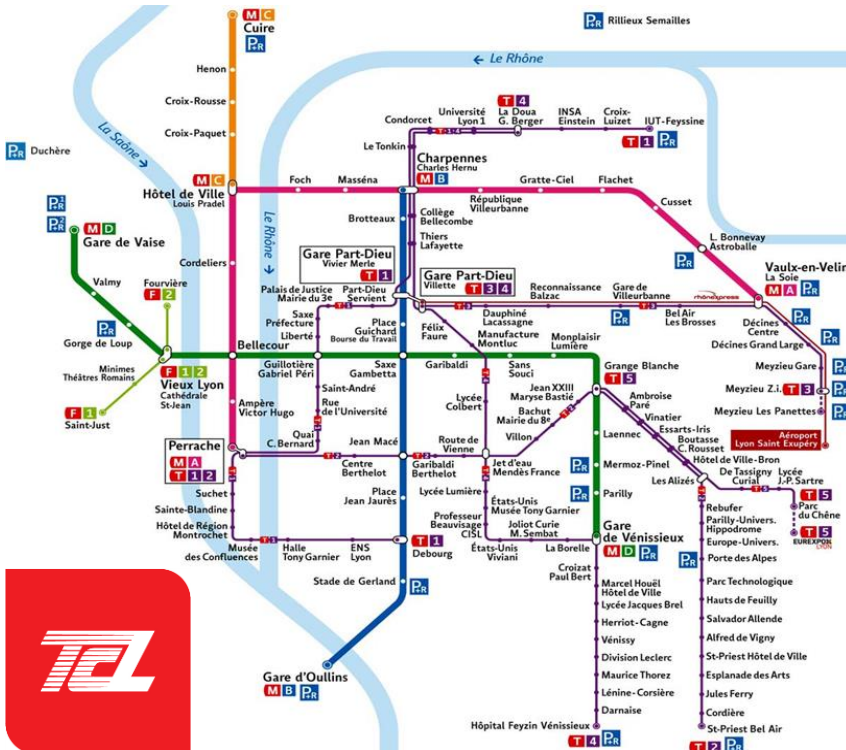 M C
Cuire
P+R
P+R Rillieux Semailles
Henon
Croix-Rousse
Croix-Paquet
La Saône
Le Rhône
P+R Duchère
M C
Hôtel de Ville
Louis Pradel
Foch
Masséna
Condorcet
Université
Lyon 1
T 4
La Doua
G. Berger
INSA
Einstein
Croix-
Luizet
IUT-Feyssine
T 1 P+R
Le Tonkin
Charpennes
Charles Hernu
M B
République
Villeurbanne
Gratte-Ciel
Flachet
Cusset
P+R
L. Bonnevay
Astroballe
Brotteaux
Collège
Bellecombe
Thiers
Lafayette
Le Rhône
M D
Gare de Vaise
Valmy
P+R
Gorge de Loup
Fourvière
F 2
Cordeliers
Gare Part-Dieu
Vivier Merle
T 1
Gare Part-Dieu
Villette
T 3 4
Vaulx-en-Velin
La Soie
M A P+R
Palais de Justice
Mairie du 3e
Part-Dieu
Servient
Reconnaissance
Balzac
Gare de
Villeurbanne
P+R
rhônexpress
Bel Air
Les Brosses
Dauphiné
Lacassagne
Saxe
Préfecture
Liberté
Place
Guichard
Bourse du Travail
Félix
Faure
Manufacture
Montluc
Monplaisir
Lumière
Décines
Centre
P+R
Décines Grand Large
P+R
Meyzieu Gare
P+R
Meyzieu Z.i. T 3
P+R
Meyzieu Les Panettes
P+R
Aéroport
Lyon Saint Exupéry
Minimes
Théâtres Romains
F 1 2
Vieux Lyon
Cathédrale
St-Jean
F 1
Saint-Just
Bellecour
Guillotière
Gabriel Péri
Saxe
Gambetta
Garibaldi
Sans
Souci
Grange Blanche
T 5
Saint-André
Rue
de l'Université
Ampère
Victor Hugo
Quai
C. Bernard
Lycée
Colbert
Jean XXIII
Maryse Bastié
Bachut
Mairie du 8e
Villon
Ambroise
Paré
Vinatier
Essarts-Iris
Boutasse
C. Rousset
Hôtel de Ville-Bron
Les Alizés
De Tassigny
Curial
Lycée
J.-P. Sartre
T 5
Parc
du Chêne
T 5
EUREXPO
LYON
Perrache
M A
T 1 2
Jean Macé
Centre
Berthelot
Garibaldi
Berthelot
Route de
Vienne
Jet d'eau
Mendès France
Laennec
P+R Mermoz-Pinel
P+R Parilly
Suchet
Sainte-Blandine
Hôtel de Région
Montrochet
Musée
des Confluences
Halle
Tony Garnier
ENS
Lyon
T 1
Debourg
Place
Jean Jaurès
Lycée Lumière
États-Unis
Musée Tony Garnier
Professeur
Beauvisage
CISL
Joliot Curie
M. Sembat
États-Unis
Viviani
La Borelle
Gare
de Vénissieux
M D P+R
Stade de Gerland P+R
Gare d'Oullins
M B P+R
Croizat
Paul Bert
Marcel Houël
Hôtel de Ville
Lycée Jacques Brel
Herriot-Cagne
Vénissy
Division Leclerc
Maurice Thorez
Lénine-Corsière
Darnaise
Hôpital Feyzin Vénissieux
T 4 P+R
Rebufer
Parilly-Univers.
Hippodrome
Europe-Univers.
P+R Porte des Alpes
Parc Technologique
Hauts de Feuilly
Salvador Allende
Alfred de Vigny
St-Priest Hôtel de Ville
Esplanade des Arts
Jules Ferry
Cordière
St-Priest Bel Air
T 2 P+R
TCL